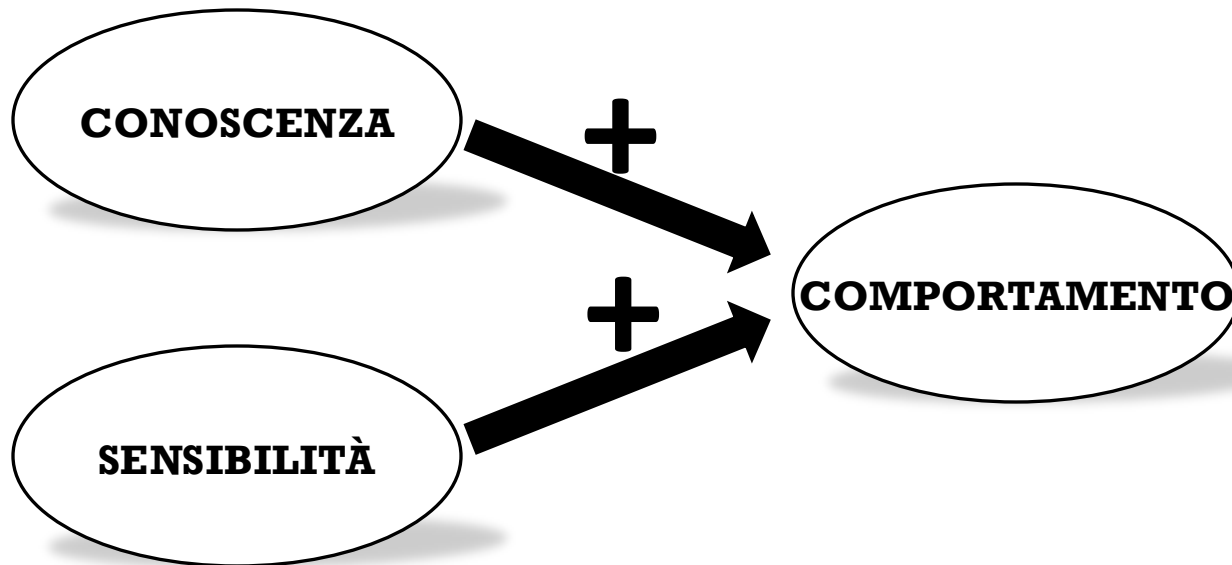 CONOSCENZA
+
COMPORTAMENTO
+
SENSIBILITÀ